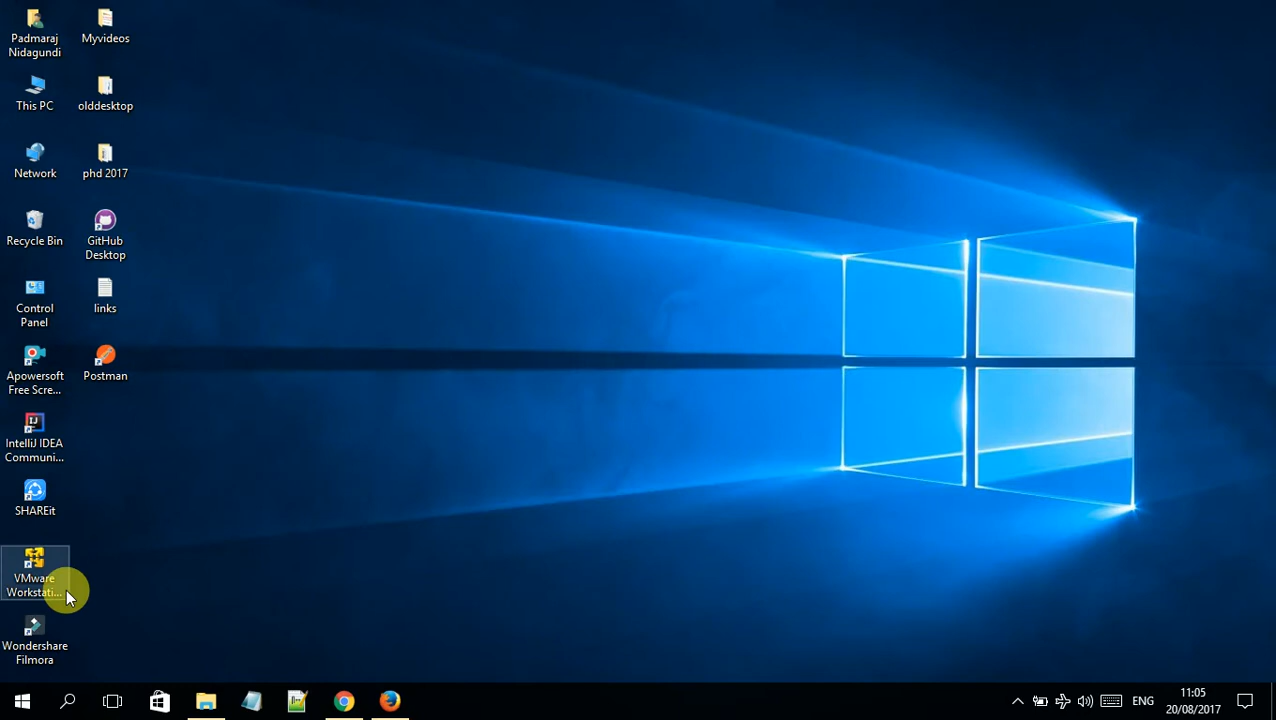 Padmaraj
Nidagundi
Myvideos
This PC
olddesktop
Network
phd 2017
Recycle Bin
GitHub
Desktop
Control
Panel
links
Apowersoft
Free Scre...
Postman
IntelliJ IDEA
Communi...
SHAREit
VMware
Workstati...
Wondershare
Filmora
ENG
11:05
20/08/2017